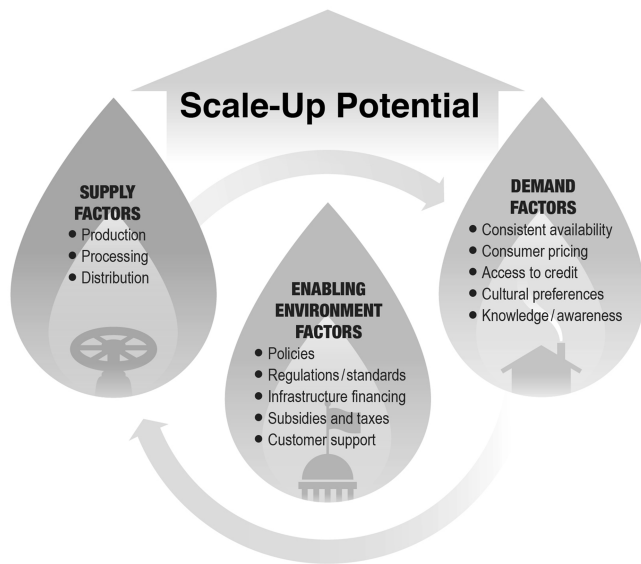 Scale-Up Potential
SUPPLY
FACTORS
• Production
• Processing
• Distribution
ENABLING
ENVIRONMENT
FACTORS
• Policies
• Regulations/standards
• Infrastructure financing
• Subsidies and taxes
• Customer support
DEMAND
FACTORS
• Consistent availability
• Consumer pricing
• Access to credit
• Cultural preferences
• Knowledge/awareness